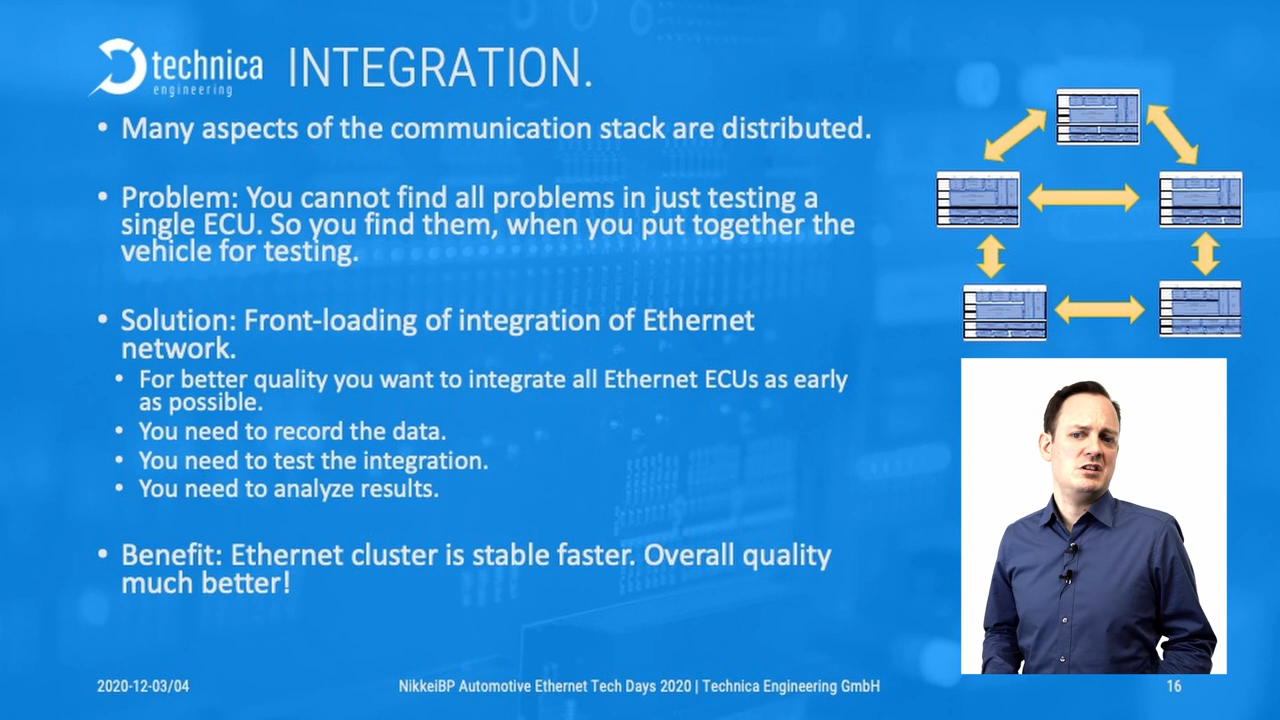 technica
engineering
INTEGRATION.
• Many aspects of the communication stack are distributed.
• Problem: You cannot find all problems in just testing a
single ECU. So you find them, when you put together the
vehicle for testing.
• Solution: Front-loading of integration of Ethernet
network.
• For better quality you want to integrate all Ethernet ECUs as early
as possible.
• You need to record the data.
• You need to test the integration.
• You need to analyze results.
• Benefit: Ethernet cluster is stable faster. Overall quality
much better!
2020-12-03/04
NikkeiBP Automotive Ethernet Tech Days 2020 | Technica Engineering GmbH
16